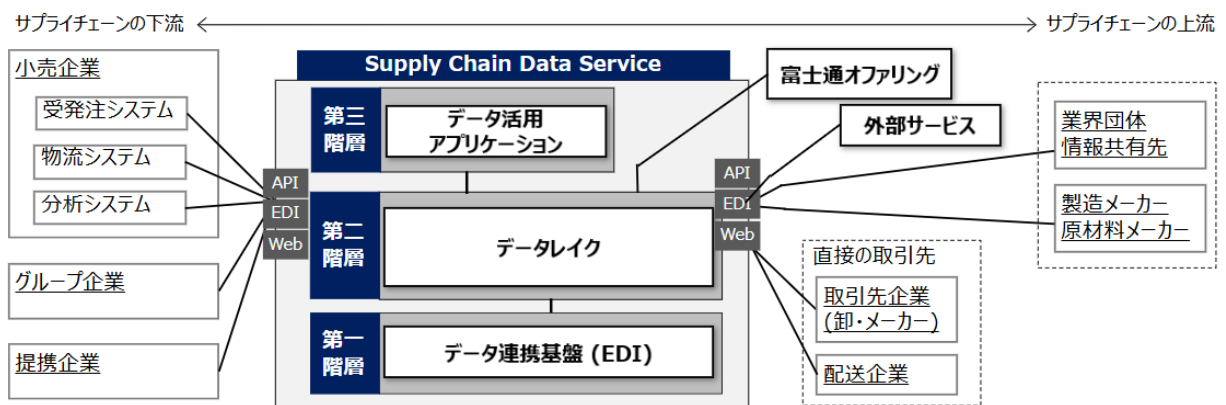 サプライチェーンの下流
サプライチェーンの上流
小売企業
受発注システム
物流システム
分析システム
グループ企業
提携企業
API
EDI
Web
Supply Chain Data Service
第三
階層
データ活用
アプリケーション
第二
階層
データレイク
第一
階層
データ連携基盤 (EDI)
API
EDI
Web
富士通オファリング
外部サービス
直接の取引先
取引先企業
(卸・メーカー)
配送企業
業界団体
情報共有先
製造メーカー
原材料メーカー